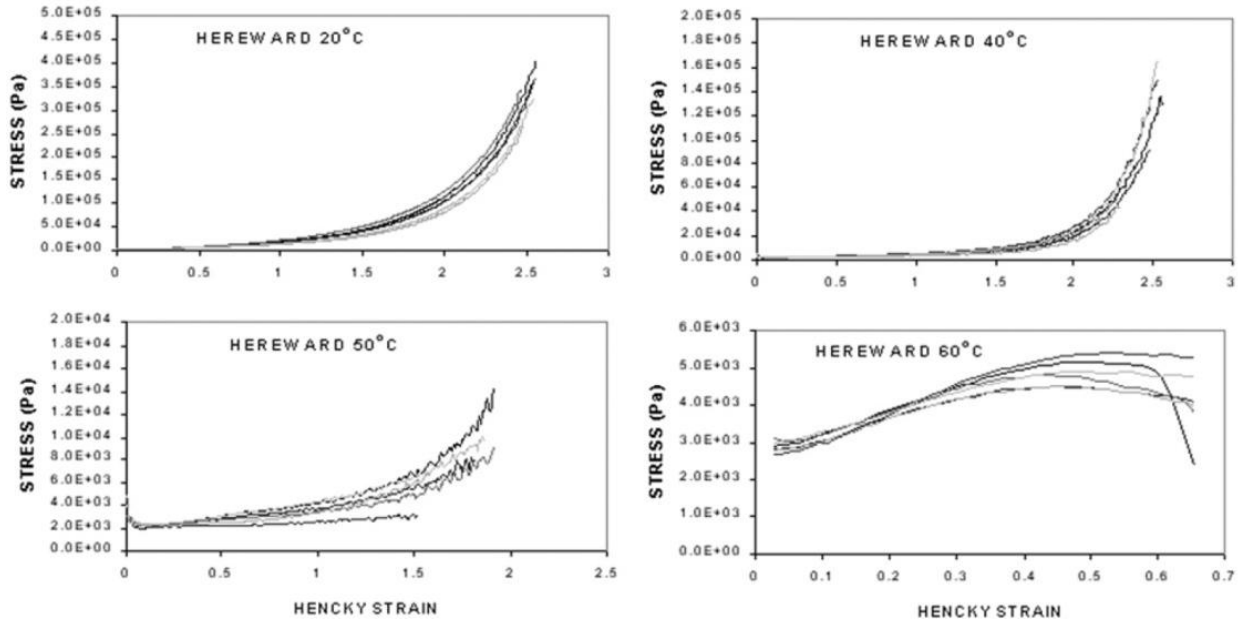 HEREWARD 20°C
STRESS (Pa)
5.0E+05
4.5E+05
4.0E+05
3.5E+05
3.0E+05
2.5E+05
2.0E+05
1.5E+05
1.0E+05
5.0E+04
0.0E+00
0 0.5 1 1.5 2 2.5 3
HEREWARD 40°C
STRESS (Pa)
2.0E+05
1.8E+05
1.6E+05
1.4E+05
1.2E+05
1.0E+05
8.0E+04
6.0E+04
4.0E+04
2.0E+04
0.0E+00
0 0.5 1 1.5 2 2.5 3
HEREWARD 50°C
STRESS (Pa)
2.0E+04
1.8E+04
1.6E+04
1.4E+04
1.2E+04
1.0E+04
8.0E+03
6.0E+03
4.0E+03
2.0E+03
0.0E+00
0 0.5 1 1.5 2 2.5
HENCKY STRAIN
HEREWARD 60°C
STRESS (Pa)
6.0E+03
5.0E+03
4.0E+03
3.0E+03
2.0E+03
1.0E+03
0.0E+00
0 0.1 0.2 0.3 0.4 0.5 0.6 0.7
HENCKY STRAIN